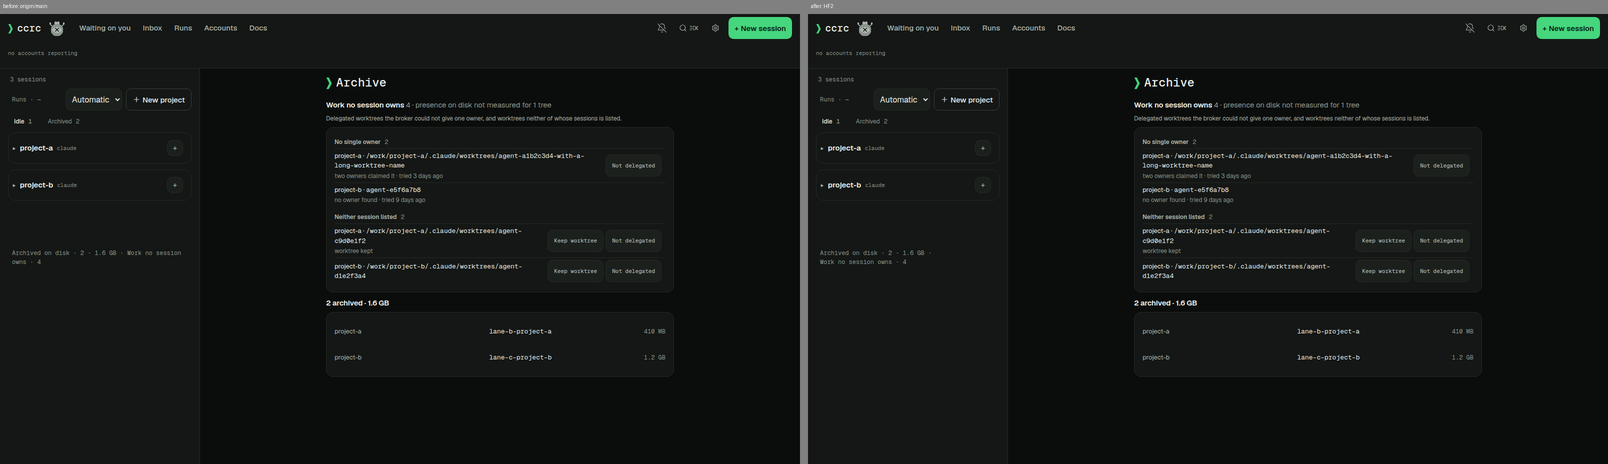 before: origin/main
ccrc Waiting on you Inbox Runs Accounts Docs ⌘K + New session
no accounts reporting
3 sessions
Runs · – Automatic + New project
Idle 1 Archived 2
▸ project-a claude +
▸ project-b claude +
Archived on disk · 2 · 1.6 GB · Work no session
owns · 4
❯ Archive
Work no session owns 4 · presence on disk not measured for 1 tree
Delegated worktrees the broker could not give one owner, and worktrees neither of whose sessions is listed.
No single owner 2
project-a · /work/project-a/.claude/worktrees/agent-a1b2c3d4-with-a-
long-worktree-name
two owners claimed it · tried 3 days ago
Not delegated
project-b · agent-e5f6a7b8
no owner found · tried 9 days ago
Neither session listed 2
project-a · /work/project-a/.claude/worktrees/agent-
c9d0e1f2
worktree kept
Keep worktree Not delegated
project-b · /work/project-b/.claude/worktrees/agent-
d1e2f3a4
Keep worktree Not delegated
2 archived · 1.6 GB
project-a lane-b-project-a 410 MB
project-b lane-c-project-b 1.2 GB
after: HF2
ccrc Waiting on you Inbox Runs Accounts Docs ⌘K + New session
no accounts reporting
3 sessions
Runs · – Automatic + New project
Idle 1 Archived 2
▸ project-a claude +
▸ project-b claude +
Archived on disk · 2 · 1.6 GB ·
Work no session owns · 4
❯ Archive
Work no session owns 4 · presence on disk not measured for 1 tree
Delegated worktrees the broker could not give one owner, and worktrees neither of whose sessions is listed.
No single owner 2
project-a · /work/project-a/.claude/worktrees/agent-a1b2c3d4-with-a-
long-worktree-name
two owners claimed it · tried 3 days ago
Not delegated
project-b · agent-e5f6a7b8
no owner found · tried 9 days ago
Neither session listed 2
project-a · /work/project-a/.claude/worktrees/agent-
c9d0e1f2
worktree kept
Keep worktree Not delegated
project-b · /work/project-b/.claude/worktrees/agent-
d1e2f3a4
Keep worktree Not delegated
2 archived · 1.6 GB
project-a lane-b-project-a 410 MB
project-b lane-c-project-b 1.2 GB